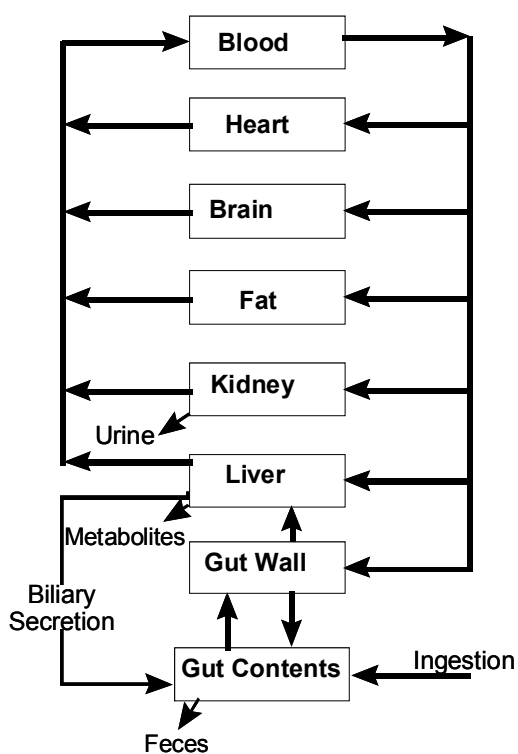 Blood
Heart
Brain
Fat
Kidney
Urine
Liver
Metabolites
Gut Wall
Biliary
Secretion
Gut Contents
Ingestion
Feces